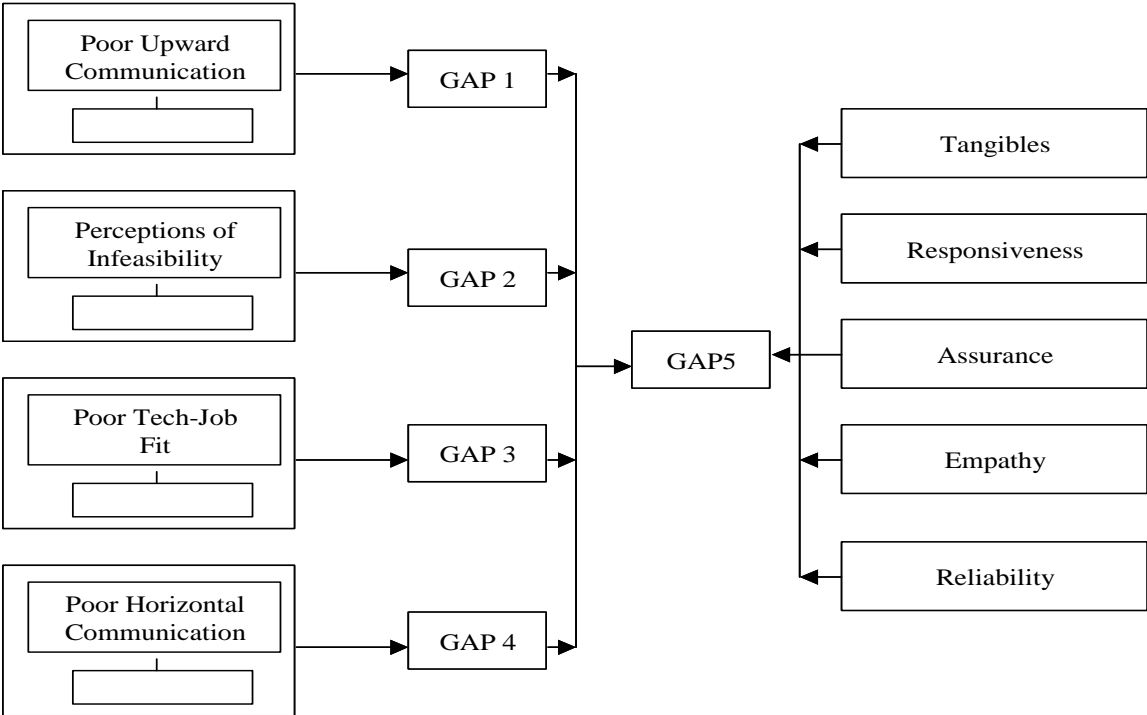 Poor Upward
Communication
GAP 1
Tangibles
Perceptions of
Infeasibility
GAP 2
Responsiveness
GAP5
Assurance
Poor Tech-Job
Fit
GAP 3
Empathy
Poor Horizontal
Communication
GAP 4
Reliability